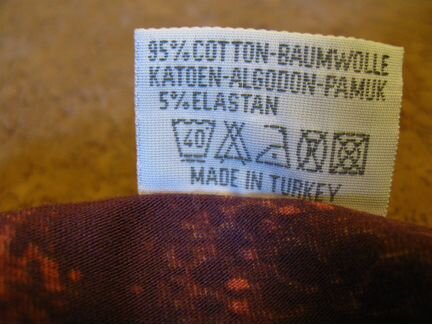 95% COTTON-BAUMWOLLE
KATOEN-ALGODON-PAMUK
5% ELASTAN
40
MADE IN TURKEY